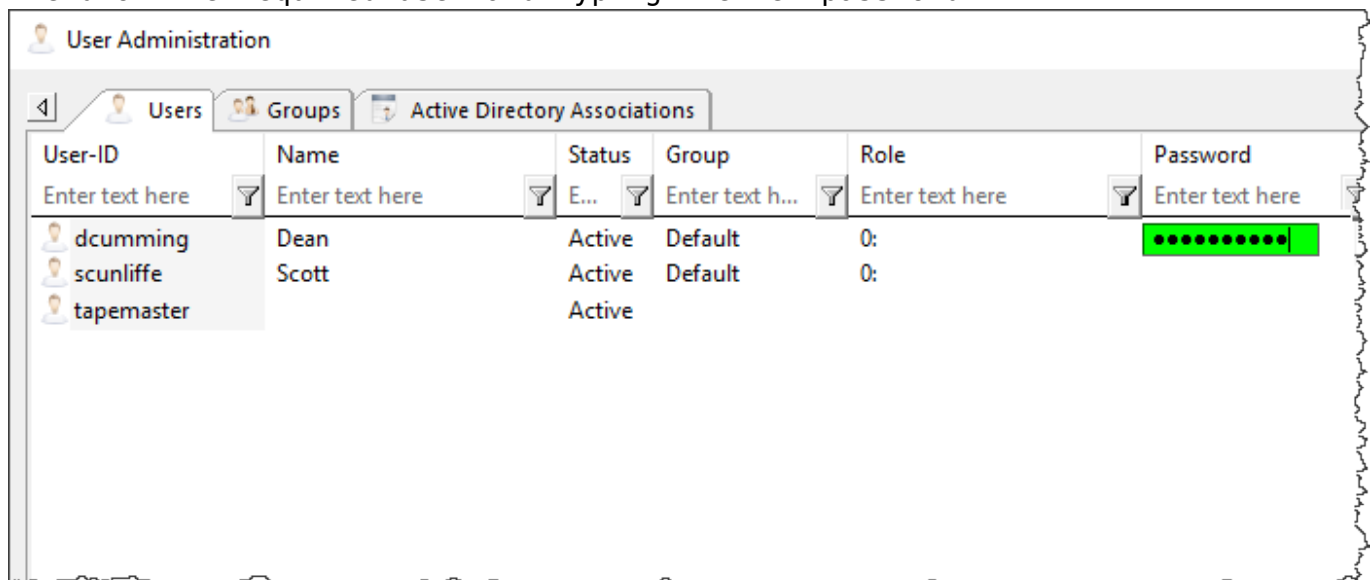 User Administration
Users Groups Active Directory Associations
User-ID Name Status Group Role Password
Enter text here Enter text here E... Enter text h... Enter text here Enter text here
dcumming Dean Active Default 0: ●●●●●●●●●●
scunliffe Scott Active Default 0:
tapemaster Active